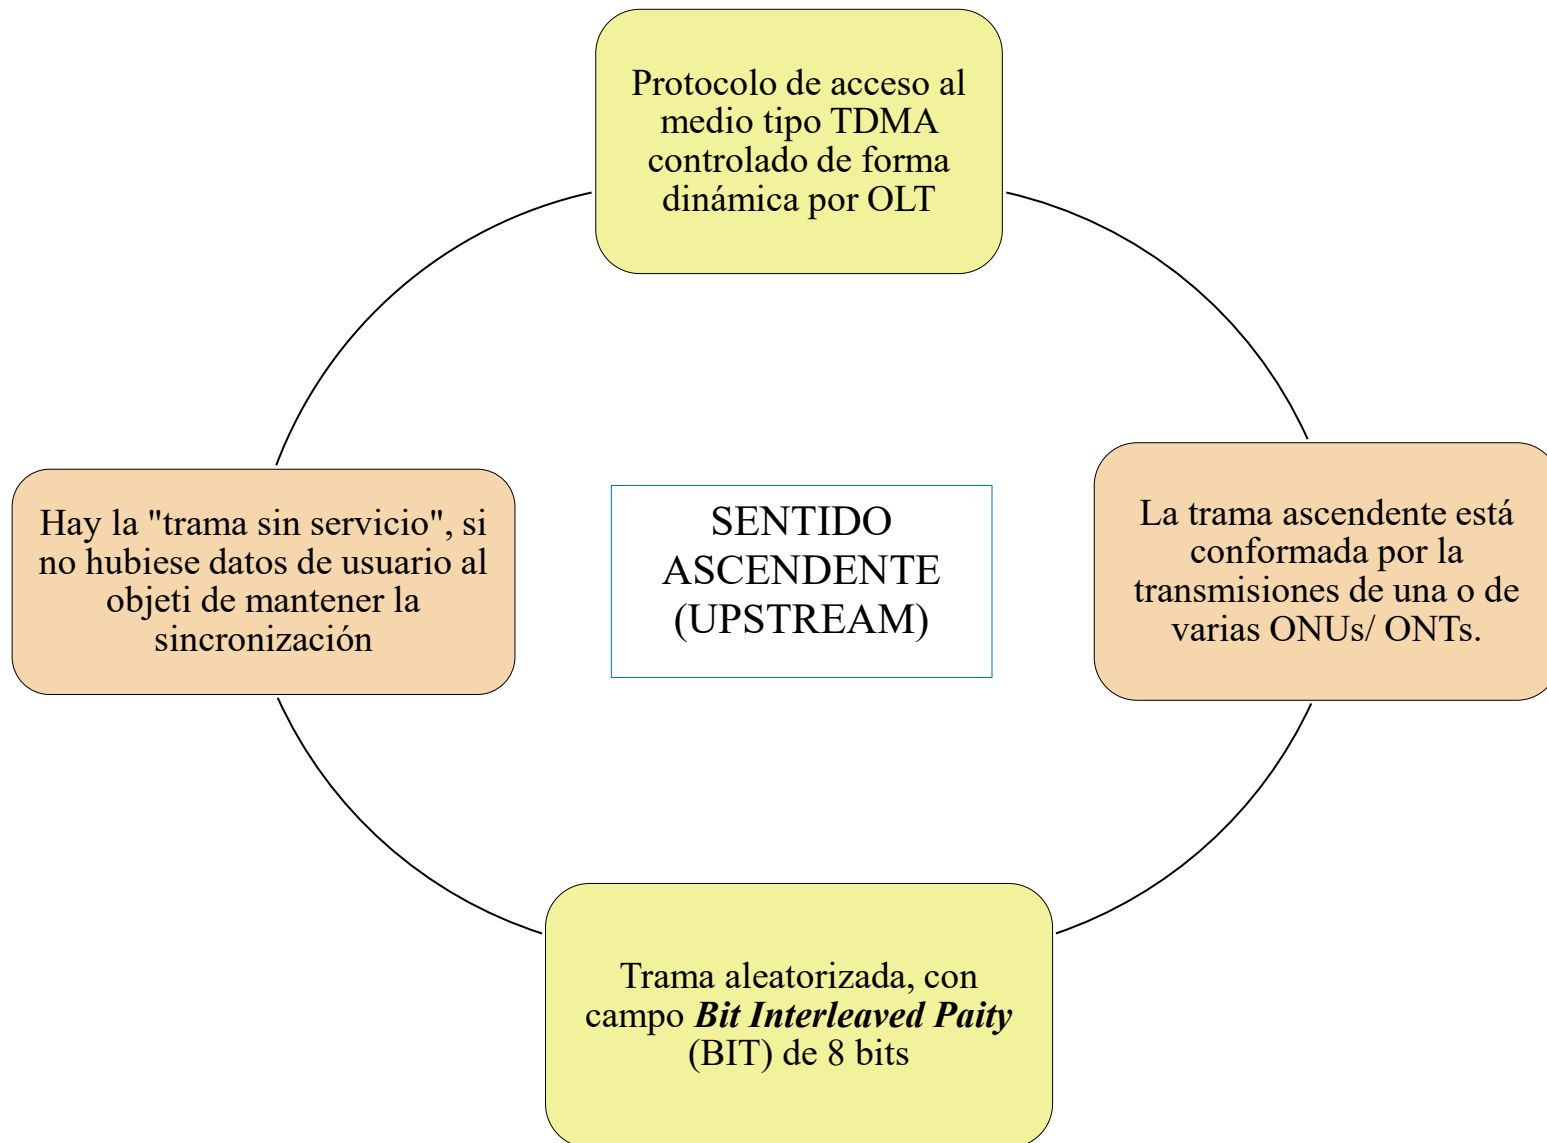 Protocolo de acceso al
medio tipo TDMA
controlado de forma
dinámica por OLT
Hay la "trama sin servicio", si
no hubiese datos de usuario al
objeti de mantener la
sincronización
SENTIDO
ASCENDENTE
(UPSTREAM)
La trama ascendente está
conformada por la
transmisiones de una o de
varias ONUs/ ONTs.
Trama aleatorizada, con
campo Bit Interleaved Paity
(BIT) de 8 bits